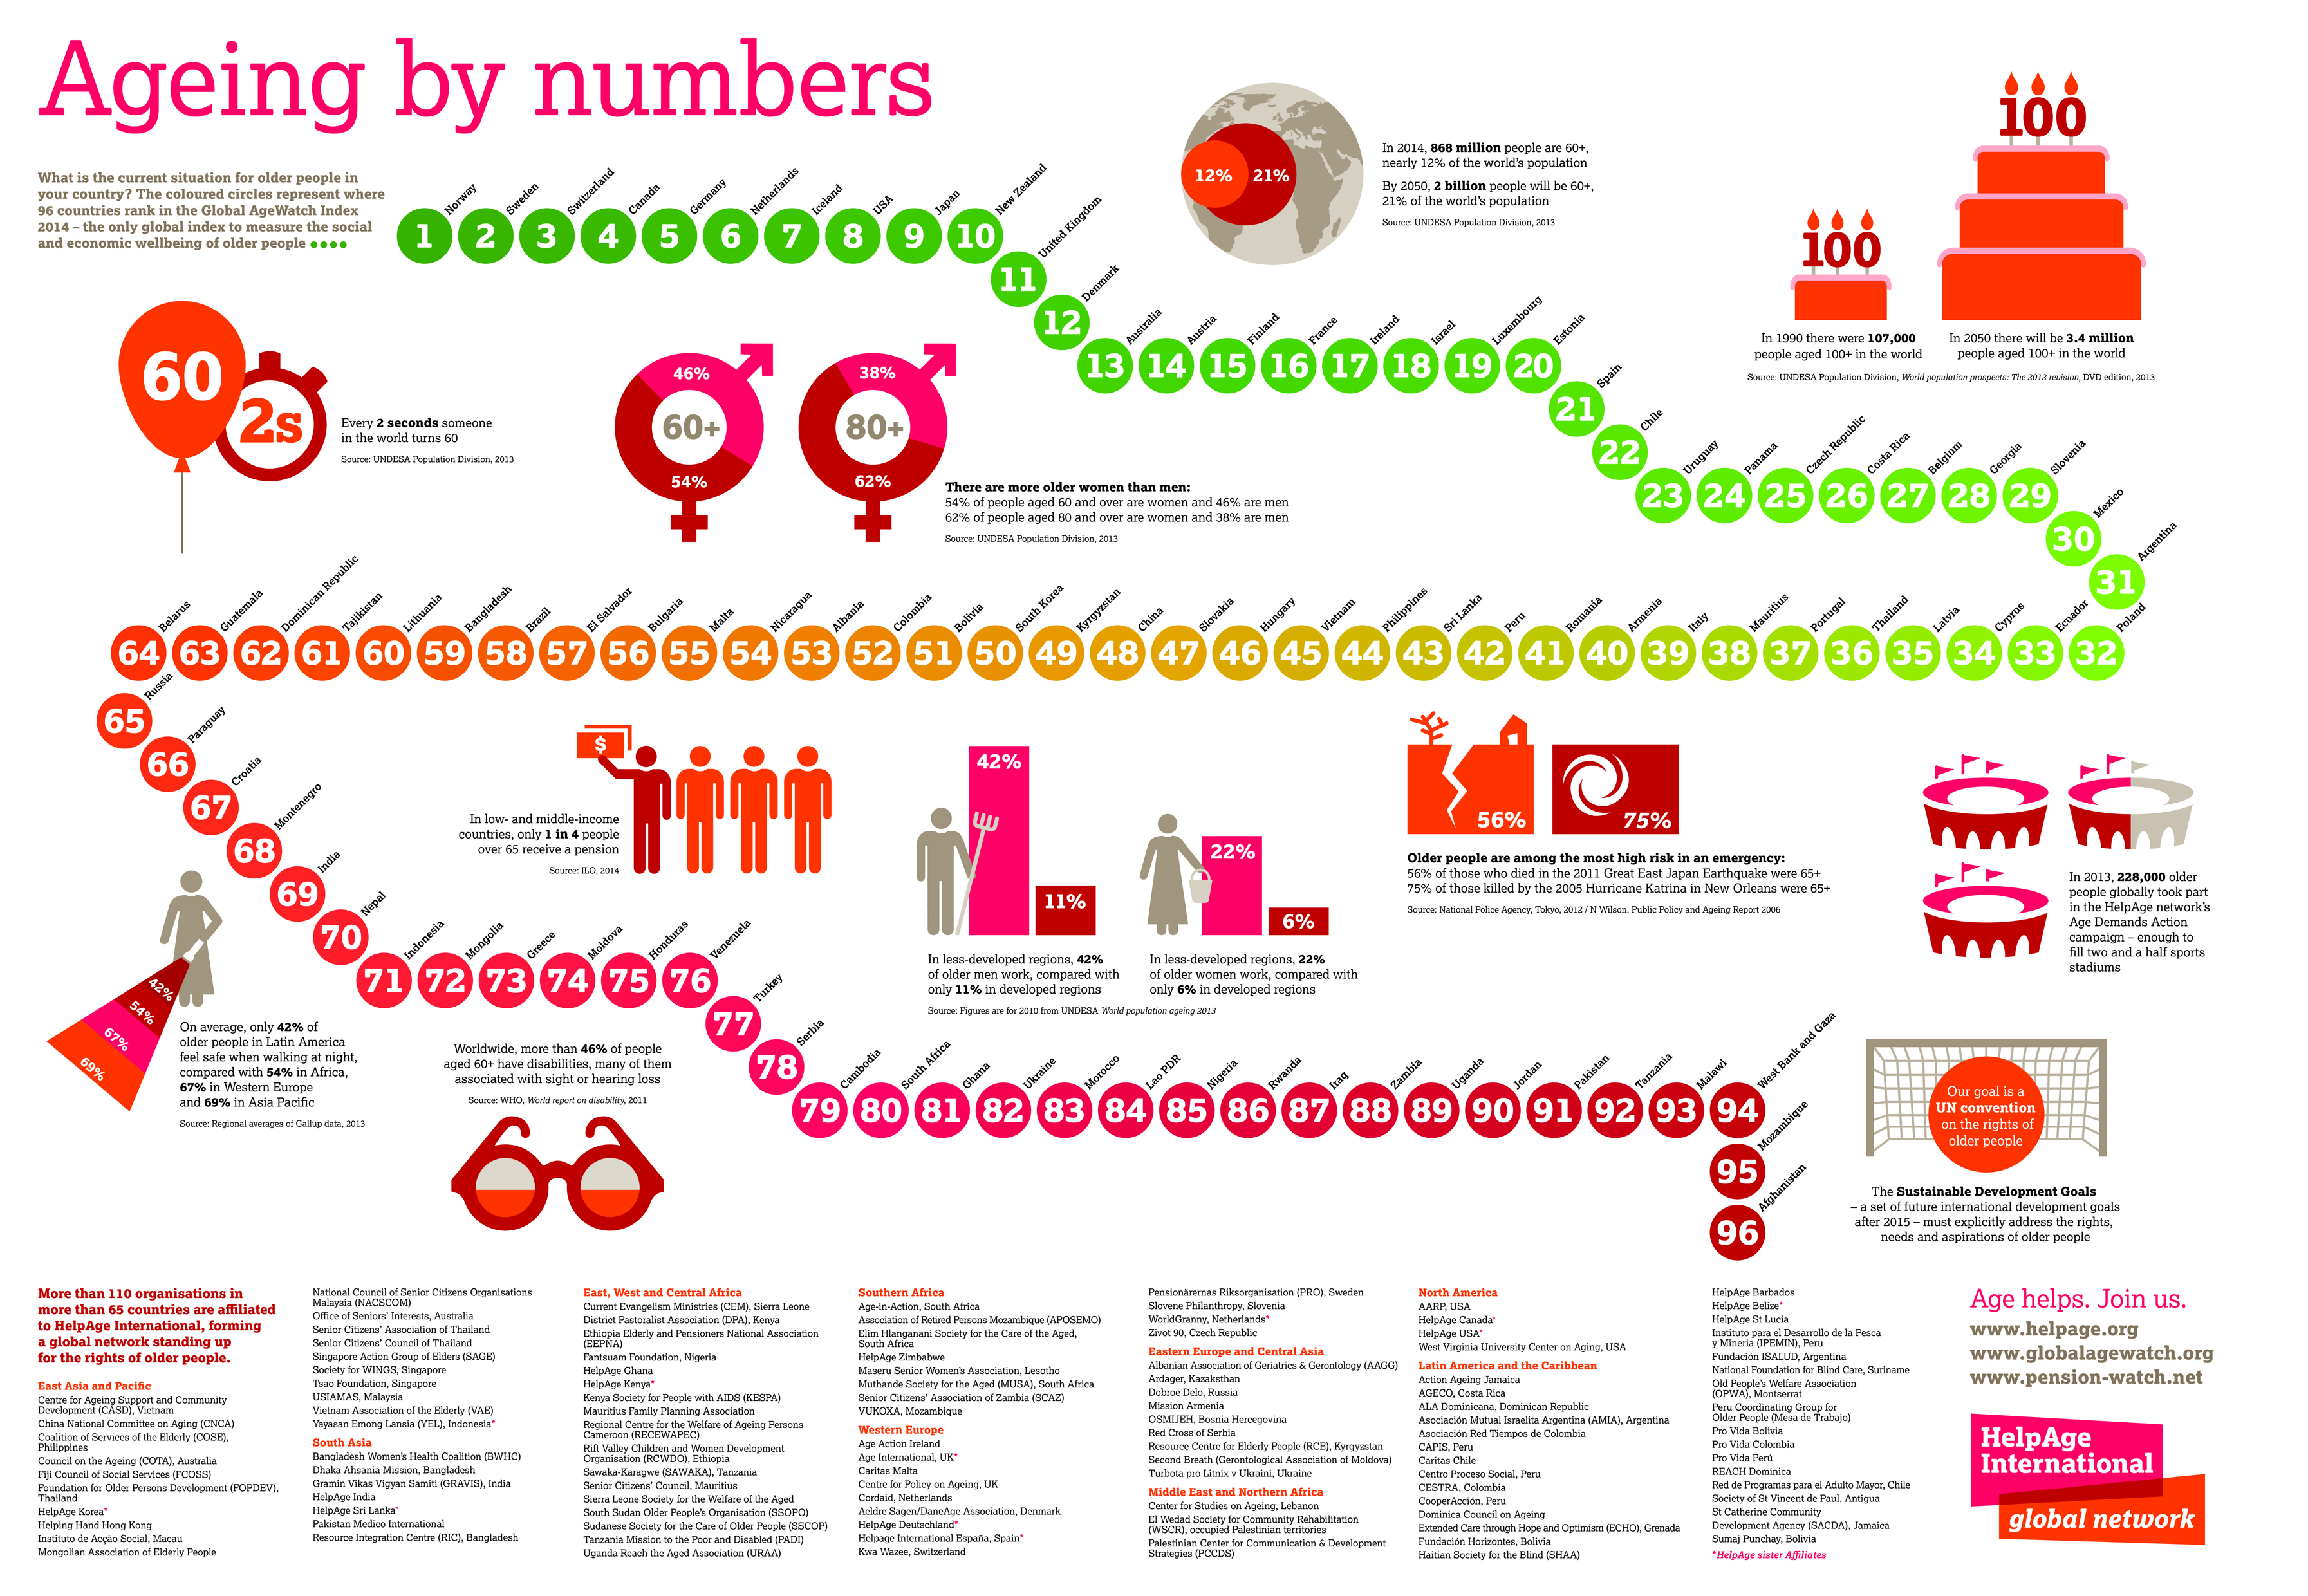 Ageing by numbers
What is the current situation for older people in
your country? The coloured circles represent where
96 countries rank in the Global AgeWatch Index
2014 – the only global index to measure the social
and economic wellbeing of older people
1 Norway
2 Sweden
3 Switzerland
4 Canada
5 Germany
6 Netherlands
7 Iceland
8 USA
9 Japan
10 New Zealand
11 United Kingdom
12 Denmark
13 Australia
14 Austria
15 Finland
16 France
17 Ireland
18 Israel
19 Luxembourg
20 Estonia
21 Spain
22 Chile
23 Uruguay
24 Panama
25 Czech Republic
26 Costa Rica
27 Belgium
28 Georgia
29 Slovenia
30 Mexico
31 Argentina
32 Poland
33 Ecuador
34 Cyprus
35 Latvia
36 Thailand
37 Portugal
38 Mauritius
39 Italy
40 Armenia
41 Romania
42 Peru
43 Sri Lanka
44 Philippines
45 Vietnam
46 Hungary
47 Slovakia
48 China
49 Kyrgyzstan
50 South Korea
51 Bolivia
52 Colombia
53 Albania
54 Nicaragua
55 Malta
56 Bulgaria
57 El Salvador
58 Brazil
59 Bangladesh
60 Lithuania
61 Tajikistan
62 Dominican Republic
63 Guatemala
64 Belarus
65 Russia
66 Paraguay
67 Croatia
68 Montenegro
69 India
70 Nepal
71 Indonesia
72 Mongolia
73 Greece
74 Moldova
75 Honduras
76 Venezuela
77 Turkey
78 Serbia
79 Cambodia
80 South Africa
81 Ghana
82 Ukraine
83 Morocco
84 Lao PDR
85 Nigeria
86 Rwanda
87 Iraq
88 Zambia
89 Uganda
90 Jordan
91 Pakistan
92 Tanzania
93 Malawi
94 West Bank and Gaza
95 Mozambique
96 Afghanistan
12% 21%
In 2014, 868 million people are 60+,
nearly 12% of the world's population
By 2050, 2 billion people will be 60+,
21% of the world's population
Source: UNDESA Population Division, 2013
100
100
In 1990 there were 107,000
people aged 100+ in the world
In 2050 there will be 3.4 million
people aged 100+ in the world
Source: UNDESA Population Division, World population prospects: The 2012 revision, DVD edition, 2013
60
2s
Every 2 seconds someone
in the world turns 60
Source: UNDESA Population Division, 2013
46%
60+
54%
38%
80+
62%
There are more older women than men:
54% of people aged 60 and over are women and 46% are men
62% of people aged 80 and over are women and 38% are men
Source: UNDESA Population Division, 2013
$
In low- and middle-income
countries, only 1 in 4 people
over 65 receive a pension
Source: ILO, 2014
42%
11%
In less-developed regions, 42%
of older men work, compared with
only 11% in developed regions
22%
6%
In less-developed regions, 22%
of older women work, compared with
only 6% in developed regions
Source: Figures are for 2010 from UNDESA World population ageing 2013
56%
75%
Older people are among the most high risk in an emergency:
56% of those who died in the 2011 Great East Japan Earthquake were 65+
75% of those killed by the 2005 Hurricane Katrina in New Orleans were 65+
Source: National Police Agency, Tokyo, 2012 / N Wilson, Public Policy and Ageing Report 2006
In 2013, 228,000 older
people globally took part
in the HelpAge network's
Age Demands Action
campaign – enough to
fill two and a half sports
stadiums
42%
54%
67%
69%
On average, only 42% of
older people in Latin America
feel safe when walking at night,
compared with 54% in Africa,
67% in Western Europe
and 69% in Asia Pacific
Source: Regional averages of Gallup data, 2013
Worldwide, more than 46% of people
aged 60+ have disabilities, many of them
associated with sight or hearing loss
Source: WHO, World report on disability, 2011
Our goal is a
UN convention
on the rights of
older people
The Sustainable Development Goals
– a set of future international development goals
after 2015 – must explicitly address the rights,
needs and aspirations of older people
More than 110 organisations in
more than 65 countries are affiliated
to HelpAge International, forming
a global network standing up
for the rights of older people.
East Asia and Pacific
Centre for Ageing Support and Community
Development (CASD), Vietnam
China National Committee on Aging (CNCA)
Coalition of Services of the Elderly (COSE),
Philippines
Council on the Ageing (COTA), Australia
Fiji Council of Social Services (FCOSS)
Foundation for Older Persons Development (FOPDEV),
Thailand
HelpAge Korea*
Helping Hand Hong Kong
Instituto de Acção Social, Macau
Mongolian Association of Elderly People
National Council of Senior Citizens Organisations
Malaysia (NACSCOM)
Office of Seniors' Interests, Australia
Senior Citizens' Association of Thailand
Senior Citizens' Council of Thailand
Singapore Action Group of Elders (SAGE)
Society for WINGS, Singapore
Tsao Foundation, Singapore
USIAMAS, Malaysia
Vietnam Association of the Elderly (VAE)
Yayasan Emong Lansia (YEL), Indonesia*
South Asia
Bangladesh Women's Health Coalition (BWHC)
Dhaka Ahsania Mission, Bangladesh
Gramin Vikas Vigyan Samiti (GRAVIS), India
HelpAge India
HelpAge Sri Lanka*
Pakistan Medico International
Resource Integration Centre (RIC), Bangladesh
East, West and Central Africa
Current Evangelism Ministries (CEM), Sierra Leone
District Pastoralist Association (DPA), Kenya
Ethiopia Elderly and Pensioners National Association
(EEPNA)
Fantsuam Foundation, Nigeria
HelpAge Ghana
HelpAge Kenya*
Kenya Society for People with AIDS (KESPA)
Mauritius Family Planning Association
Regional Centre for the Welfare of Ageing Persons
Cameroon (RECEWAPEC)
Rift Valley Children and Women Development
Organisation (RCWDO), Ethiopia
Sawaka-Karagwe (SAWAKA), Tanzania
Senior Citizens' Council, Mauritius
Sierra Leone Society for the Welfare of the Aged
South Sudan Older People's Organisation (SSOPO)
Sudanese Society for the Care of Older People (SSCOP)
Tanzania Mission to the Poor and Disabled (PADI)
Uganda Reach the Aged Association (URAA)
Southern Africa
Age-in-Action, South Africa
Association of Retired Persons Mozambique (APOSEMO)
Elim Hlanganani Society for the Care of the Aged,
South Africa
HelpAge Zimbabwe
Maseru Senior Women's Association, Lesotho
Muthande Society for the Aged (MUSA), South Africa
Senior Citizens' Association of Zambia (SCAZ)
VUKOXA, Mozambique
Western Europe
Age Action Ireland
Age International, UK*
Caritas Malta
Centre for Policy on Ageing, UK
Cordaid, Netherlands
Aeldre Sagen/DaneAge Association, Denmark
HelpAge Deutschland*
Helpage International España, Spain*
Kwa Wazee, Switzerland
Pensionärernas Riksorganisation (PRO), Sweden
Slovene Philanthropy, Slovenia
WorldGranny, Netherlands*
Zivot 90, Czech Republic
Eastern Europe and Central Asia
Albanian Association of Geriatrics & Gerontology (AAGG)
Ardager, Kazaksthan
Dobroe Delo, Russia
Mission Armenia
OSMIJEH, Bosnia Hercegovina
Red Cross of Serbia
Resource Centre for Elderly People (RCE), Kyrgyzstan
Second Breath (Gerontological Association of Moldova)
Turbota pro Litnix v Ukraini, Ukraine
Middle East and Northern Africa
Center for Studies on Ageing, Lebanon
El Wedad Society for Community Rehabilitation
(WSCR), occupied Palestinian territories
Palestinian Center for Communication & Development
Strategies (PCCDS)
North America
AARP, USA
HelpAge Canada*
HelpAge USA*
West Virginia University Center on Aging, USA
Latin America and the Caribbean
Action Ageing Jamaica
AGECO, Costa Rica
ALA Dominicana, Dominican Republic
Asociación Mutual Israelita Argentina (AMIA), Argentina
Asociación Red Tiempos de Colombia
CAPIS, Peru
Caritas Chile
Centro Proceso Social, Peru
CESTRA, Colombia
CooperAcción, Peru
Dominica Council on Ageing
Extended Care through Hope and Optimism (ECHO), Grenada
Fundación Horizontes, Bolivia
Haitian Society for the Blind (SHAA)
HelpAge Barbados
HelpAge Belize*
HelpAge St Lucia
Instituto para el Desarrollo de la Pesca
y Mineria (IPEMIN), Peru
Fundación ISALUD, Argentina
National Foundation for Blind Care, Suriname
Old People's Welfare Association
(OPWA), Montserrat
Peru Coordinating Group for
Older People (Mesa de Trabajo)
Pro Vida Bolivia
Pro Vida Colombia
Pro Vida Perú
REACH Dominica
Red de Programas para el Adulto Mayor, Chile
Society of St Vincent de Paul, Antigua
St Catherine Community
Development Agency (SACDA), Jamaica
Sumaj Punchay, Bolivia
*HelpAge sister Affiliates
Age helps. Join us.
www.helpage.org
www.globalagewatch.org
www.pension-watch.net
HelpAge
International
global network